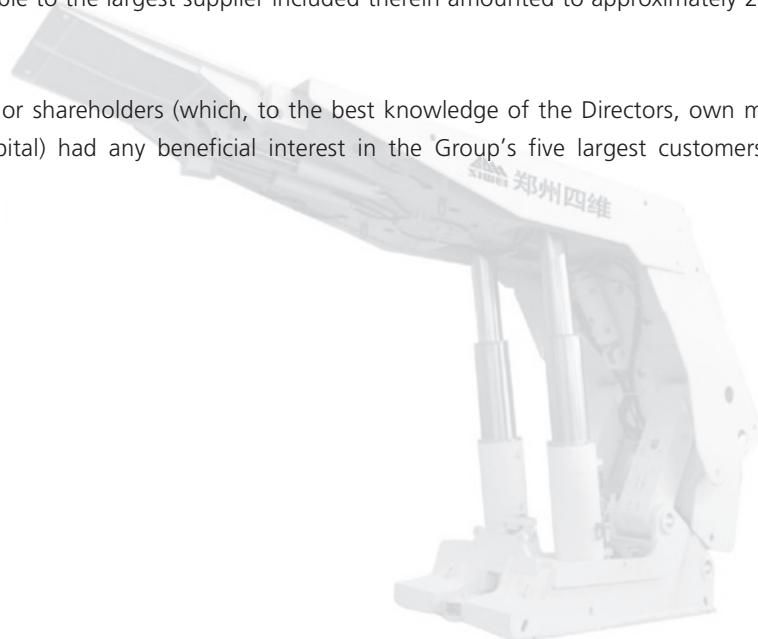 ble to the largest supplier included therein amounted to approximately 2
or shareholders (which, to the best knowledge of the Directors, own m
pital) had any beneficial interest in the Group’s five largest customers
SIWEI 郑州四维